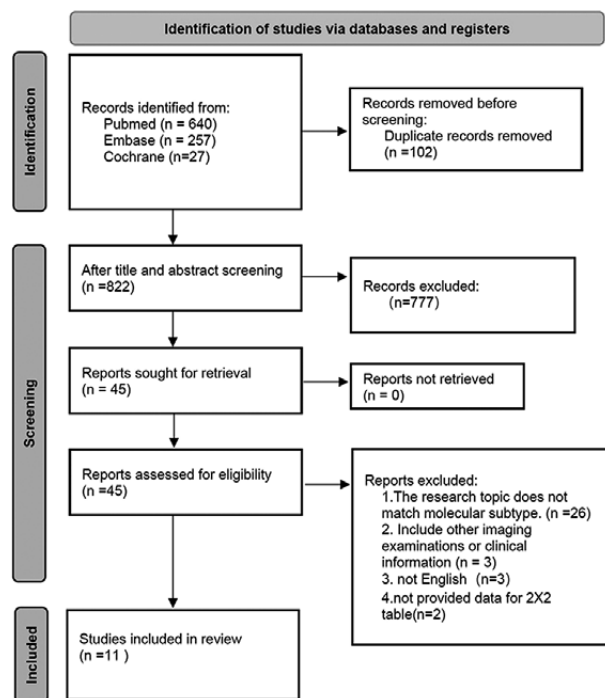 Identification of studies via databases and registers
Identification
Records identified from:
Pubmed (n = 640)
Embase (n = 257)
Cochrane (n=27)
Records removed before
screening:
Duplicate records removed
(n =102)
Screening
After title and abstract screening
(n =822)
Records excluded:
(n=777)
Reports sought for retrieval
(n = 45)
Reports not retrieved
(n = 0)
Reports assessed for eligibility
(n =45)
Reports excluded:
1.The research topic does not
match molecular subtype. (n =26)
2. Include other imaging
examinations or clinical
information (n = 3)
3. not English (n=3)
4.not provided data for 2X2
table(n=2)
Included
Studies included in review
(n =11 )